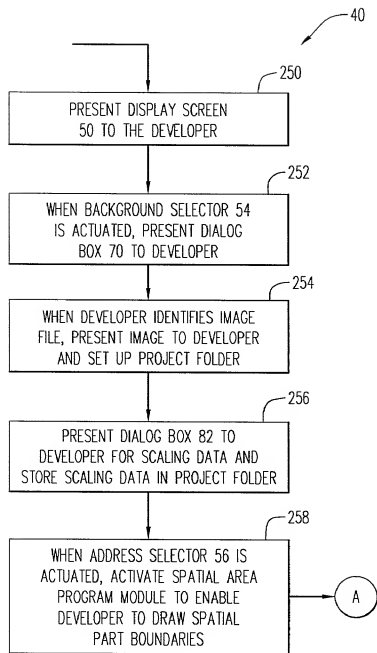 40
250
PRESENT DISPLAY SCREEN
50 TO THE DEVELOPER
252
WHEN BACKGROUND SELECTOR 54
IS ACTUATED, PRESENT DIALOG
BOX 70 TO DEVELOPER
254
WHEN DEVELOPER IDENTIFIES IMAGE
FILE, PRESENT IMAGE TO DEVELOPER
AND SET UP PROJECT FOLDER
256
PRESENT DIALOG BOX 82 TO
DEVELOPER FOR SCALING DATA AND
STORE SCALING DATA IN PROJECT FOLDER
258
WHEN ADDRESS SELECTOR 56 IS
ACTUATED, ACTIVATE SPATIAL AREA
PROGRAM MODULE TO ENABLE
DEVELOPER TO DRAW SPATIAL
PART BOUNDARIES
A